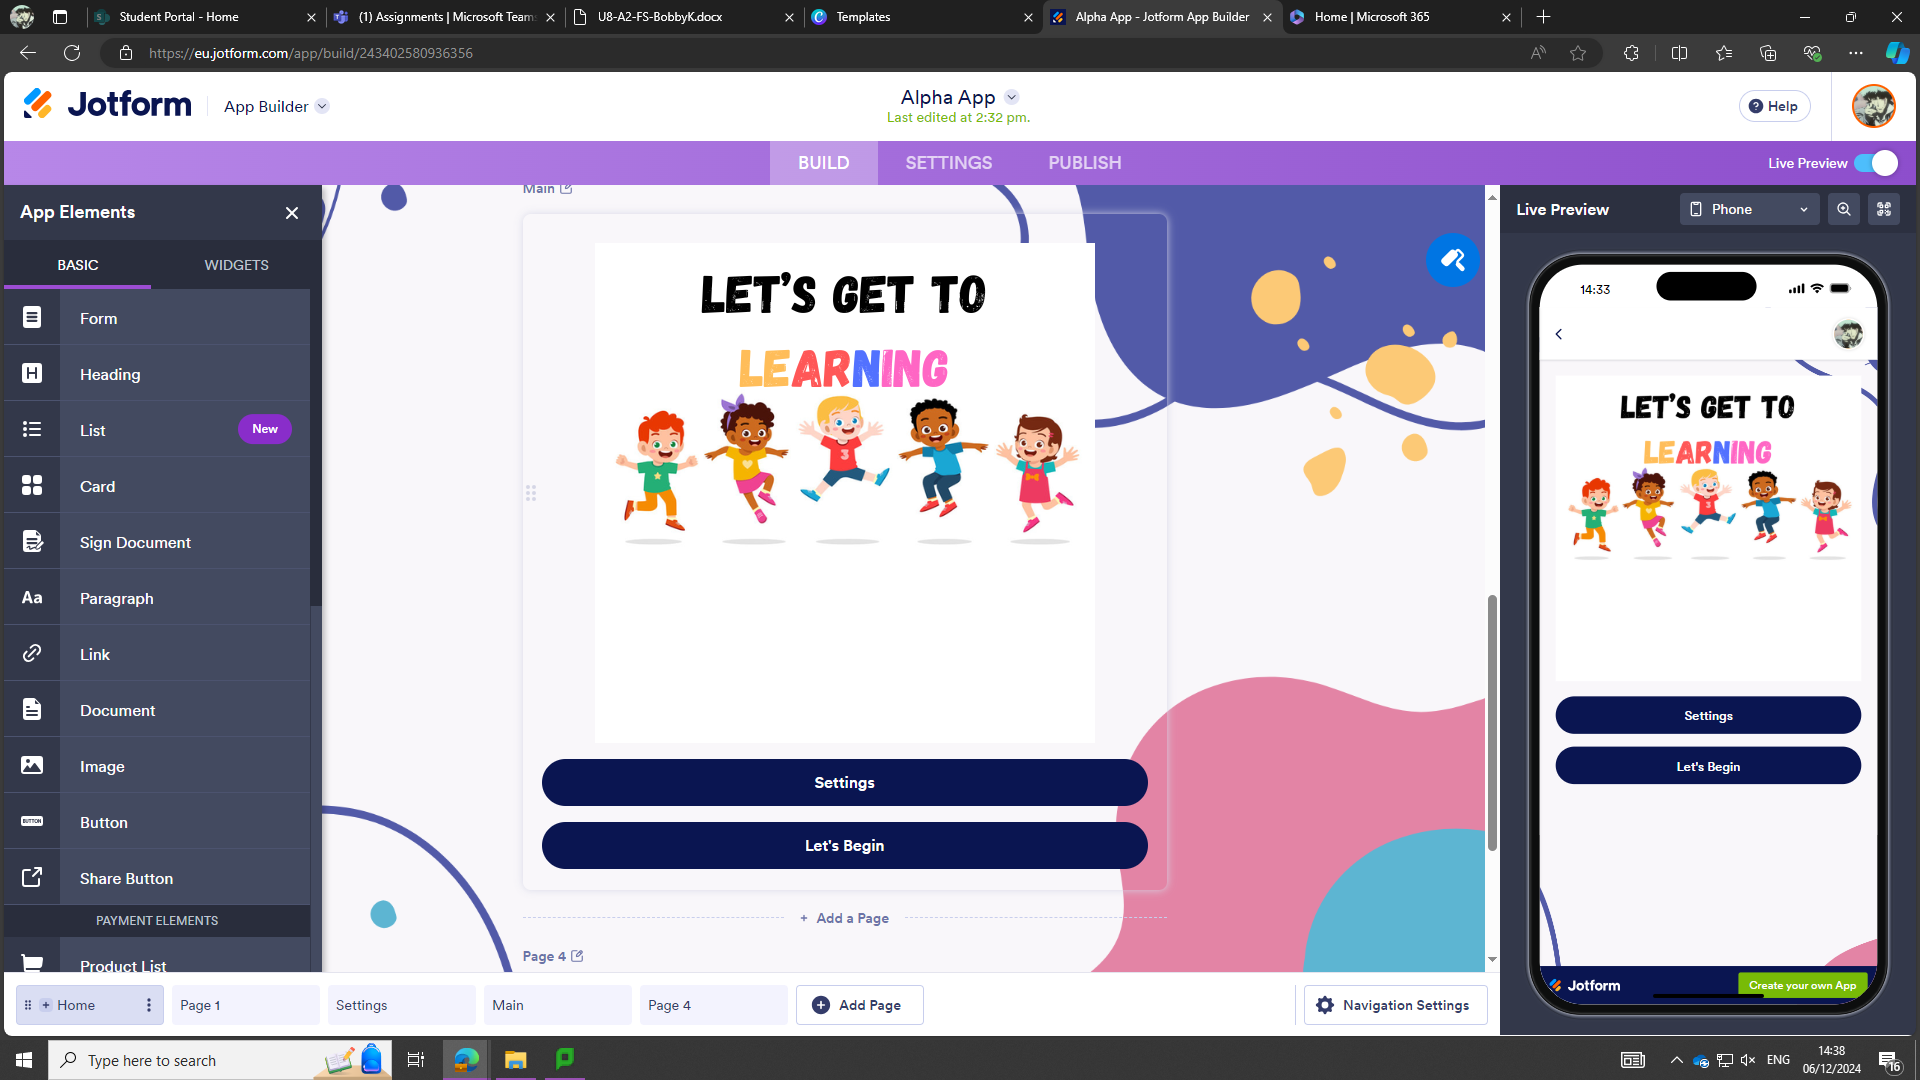 Student Portal - Home
(1) Assignments | Microsoft Teams
U8-A2-FS-BobbyK.docx
Templates
Alpha App - Jotform App Builder
Home | Microsoft 365
https://eu.jotform.com/app/build/243402580936356
Jotform
App Builder
Alpha App
Last edited at 2:32 pm.
Help
BUILD
SETTINGS
PUBLISH
Live Preview
App Elements
BASIC
WIDGETS
Form
Heading
List
New
Card
Sign Document
Paragraph
Link
Document
Image
Button
Share Button
PAYMENT ELEMENTS
Product List
Main
LET'S GET TO
LEARNING
Settings
Let's Begin
+ Add a Page
Page 4
Live Preview
Phone
14:33
LET'S GET TO
LEARNING
Settings
Let's Begin
Jotform
Create your own App
Home
Page 1
Settings
Main
Page 4
Add Page
Navigation Settings
Type here to search
ENG
14:38
06/12/2024
16